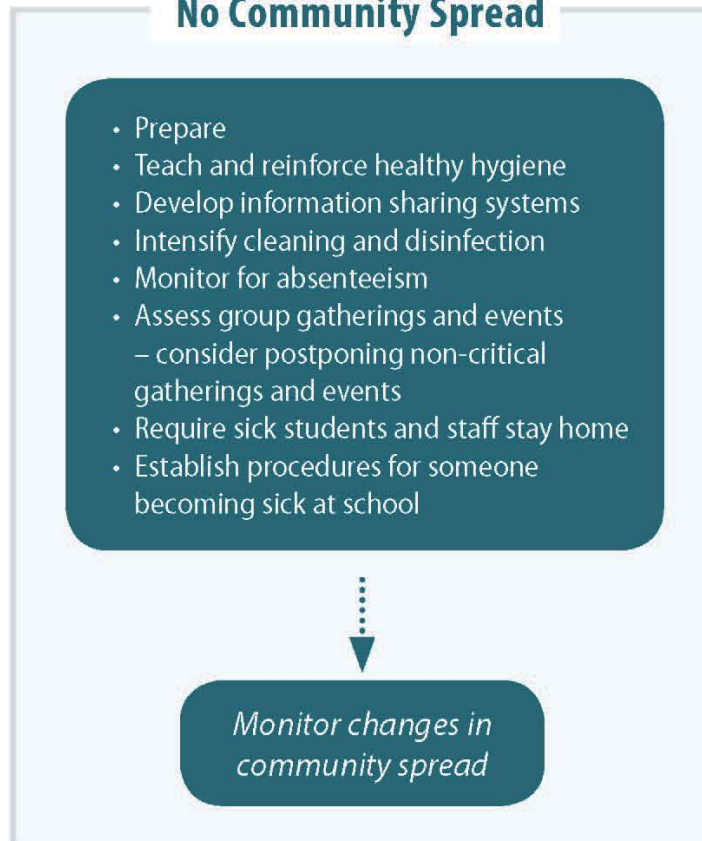 No Community Spread
• Prepare
• Teach and reinforce healthy hygiene
• Develop information sharing systems
• Intensify cleaning and disinfection
• Monitor for absenteeism
• Assess group gatherings and events
– consider postponing non-critical
gatherings and events
• Require sick students and staff stay home
• Establish procedures for someone
becoming sick at school
Monitor changes in
community spread